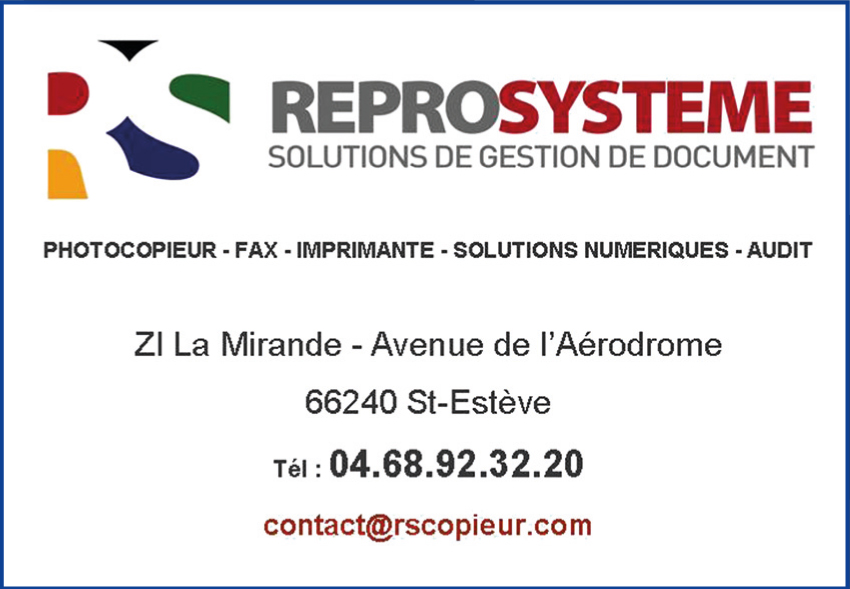 RS
REPROSYSTEME
SOLUTIONS DE GESTION DE DOCUMENT
PHOTOCOPIEUR - FAX - IMPRIMANTE - SOLUTIONS NUMERIQUES - AUDIT
ZI La Mirande - Avenue de l’Aérodrome
66240 St-Estève
Tél : 04.68.92.32.20
contact@rscopieur.com